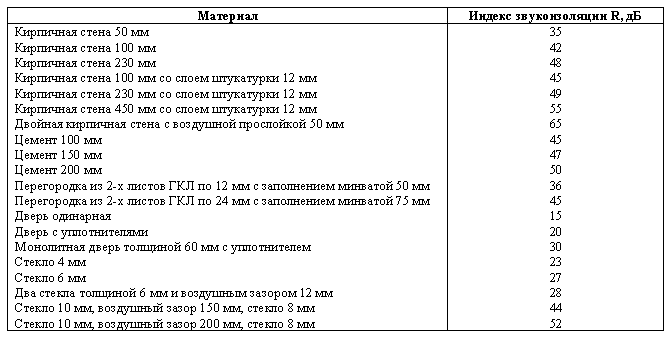 Материал Индекс звукоизоляции R, дБ
Кирпичная стена 50 мм 35
Кирпичная стена 100 мм 42
Кирпичная стена 230 мм 48
Кирпичная стена 100 мм со слоем штукатурки 12 мм 45
Кирпичная стена 230 мм со слоем штукатурки 12 мм 49
Кирпичная стена 450 мм со слоем штукатурки 12 мм 55
Двойная кирпичная стена с воздушной прослойкой 50 мм 65
Цемент 100 мм 45
Цемент 150 мм 47
Цемент 200 мм 50
Перегородка из 2-х листов ГКЛ по 12 мм с заполнением минватой 50 мм 36
Перегородка из 2-х листов ГКЛ по 24 мм с заполнением минватой 75 мм 45
Дверь одинарная 15
Дверь с уплотнителями 20
Монолитная дверь толщиной 60 мм с уплотнителем 30
Стекло 4 мм 23
Стекло 6 мм 27
Два стекла толщиной 6 мм и воздушным зазором 12 мм 28
Стекло 10 мм, воздушный зазор 150 мм, стекло 8 мм 44
Стекло 10 мм, воздушный зазор 200 мм, стекло 8 мм 52